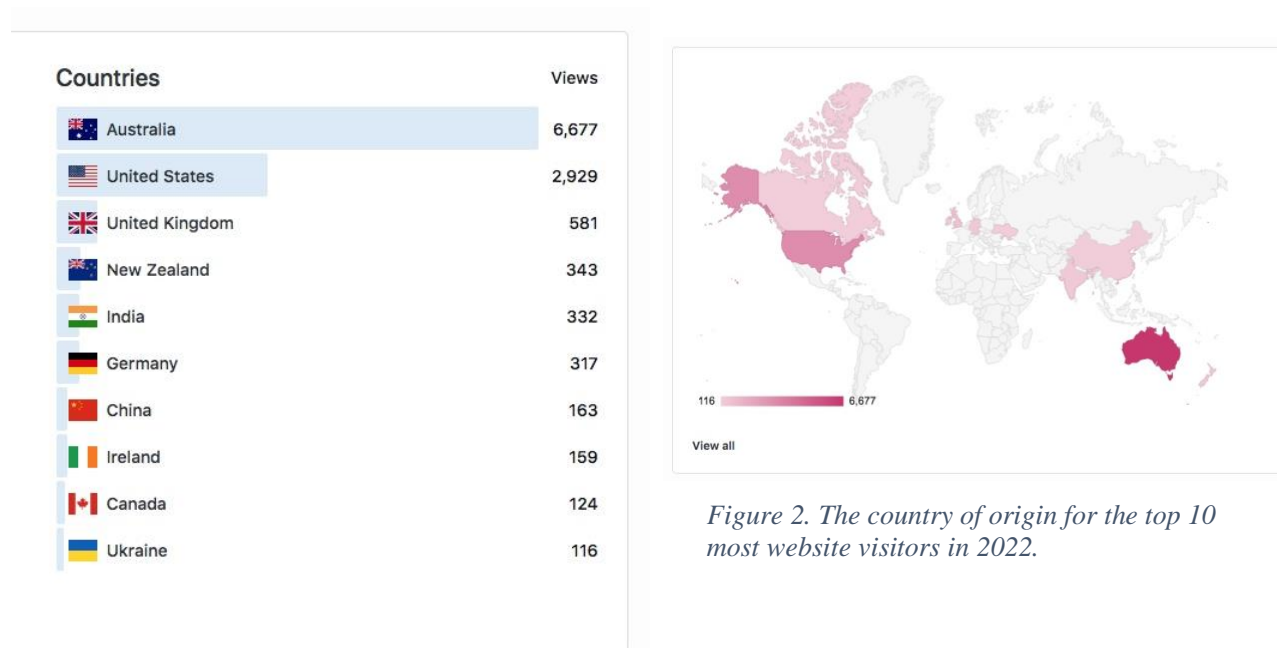 Countries Views
Australia 6,677
United States 2,929
United Kingdom 581
New Zealand 343
India 332
Germany 317
China 163
Ireland 159
Canada 124
Ukraine 116
116 6,677
View all
Figure 2. The country of origin for the top 10
most website visitors in 2022.